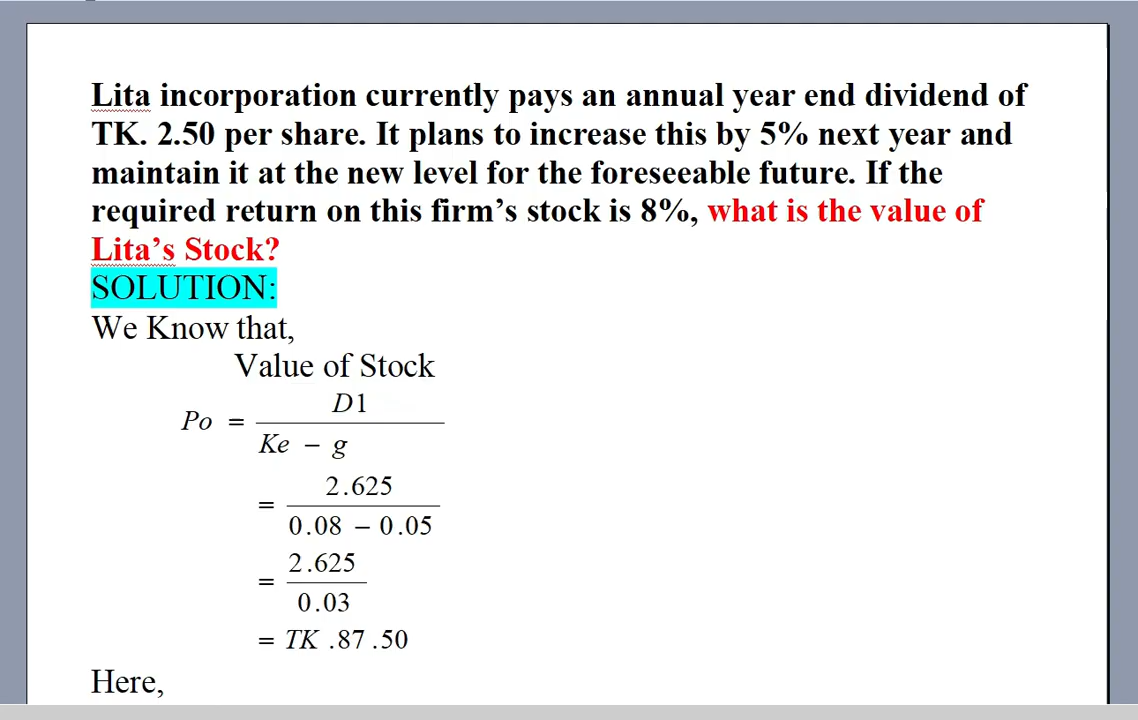 Lita incorporation currently pays an annual year end dividend of
TK. 2.50 per share. It plans to increase this by 5% next year and
maintain it at the new level for the foreseeable future. If the
required return on this firm’s stock is 8%, what is the value of
Lita’s Stock?
SOLUTION:
We Know that,
Value of Stock
Po = D1 / Ke − g
= 2.625 / 0.08 − 0.05
= 2.625 / 0.03
= TK .87 .50
Here,